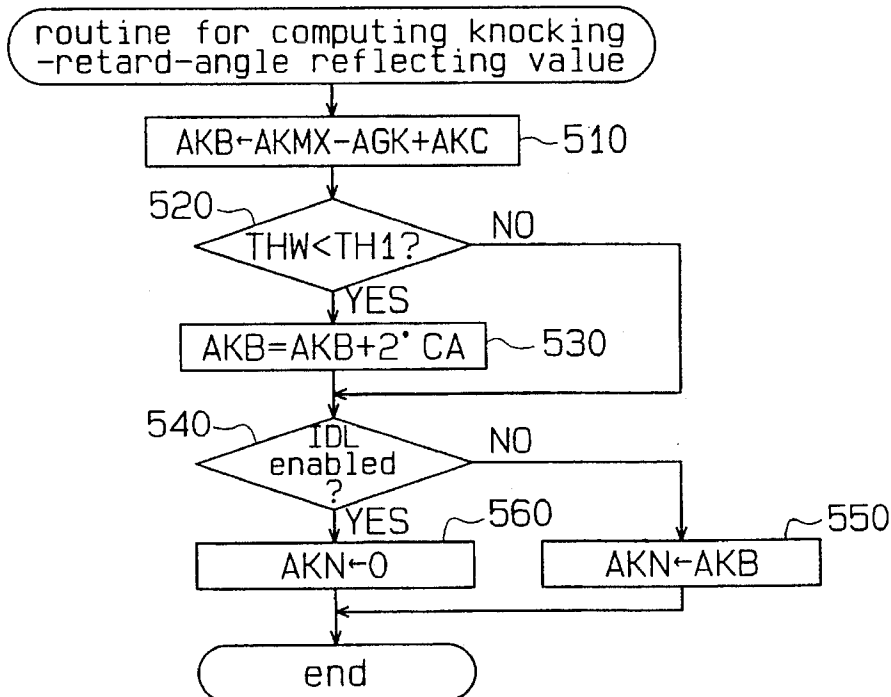 routine for computing knocking
-retard-angle reflecting value
AKB←AKMX-AGK+AKC
510
520
THW<TH1?
NO
YES
AKB=AKB+2° CA
530
540
IDL
enabled
?
NO
YES
560
550
AKN←0
AKN←AKB
end